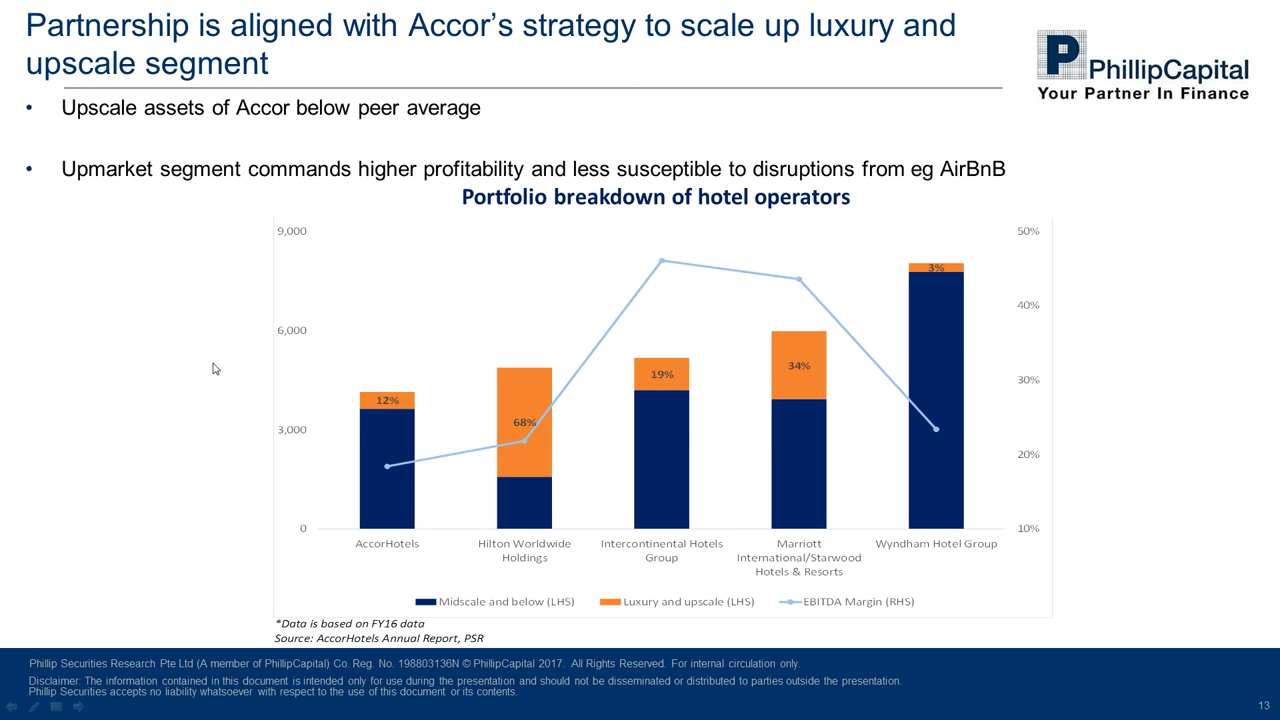 Partnership is aligned with Accor’s strategy to scale up luxury and
upscale segment
P PhillipCapital
Your Partner In Finance
• Upscale assets of Accor below peer average
• Upmarket segment commands higher profitability and less susceptible to disruptions from eg AirBnB
Portfolio breakdown of hotel operators
9,000
6,000
3,000
0
50%
40%
30%
20%
10%
12%
68%
19%
34%
3%
AccorHotels
Hilton Worldwide
Holdings
Intercontinental Hotels
Group
Marriott
International/Starwood
Hotels & Resorts
Wyndham Hotel Group
Midscale and below (LHS)
Luxury and upscale (LHS)
EBITDA Margin (RHS)
*Data is based on FY16 data
Source: AccorHotels Annual Report, PSR
Phillip Securities Research Pte Ltd (A member of PhillipCapital) Co. Reg. No. 198803136N © PhillipCapital 2017. All Rights Reserved. For internal circulation only.
Disclaimer: The information contained in this document is intended only for use during the presentation and should not be disseminated or distributed to parties outside the presentation.
Phillip Securities accepts no liability whatsoever with respect to the use of this document or its contents.
13